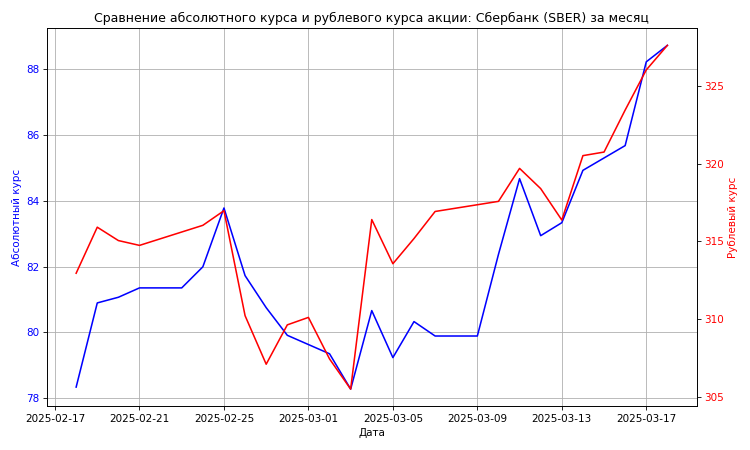 Сравнение абсолютного курса и рублевого курса акции: Сбербанк (SBER) за месяц
Абсолютный курс
88
86
84
82
80
78
325
320
315
310
305
Рублевый курс
2025-02-17 2025-02-21 2025-02-25 2025-03-01 2025-03-05 2025-03-09 2025-03-13 2025-03-17
Дата